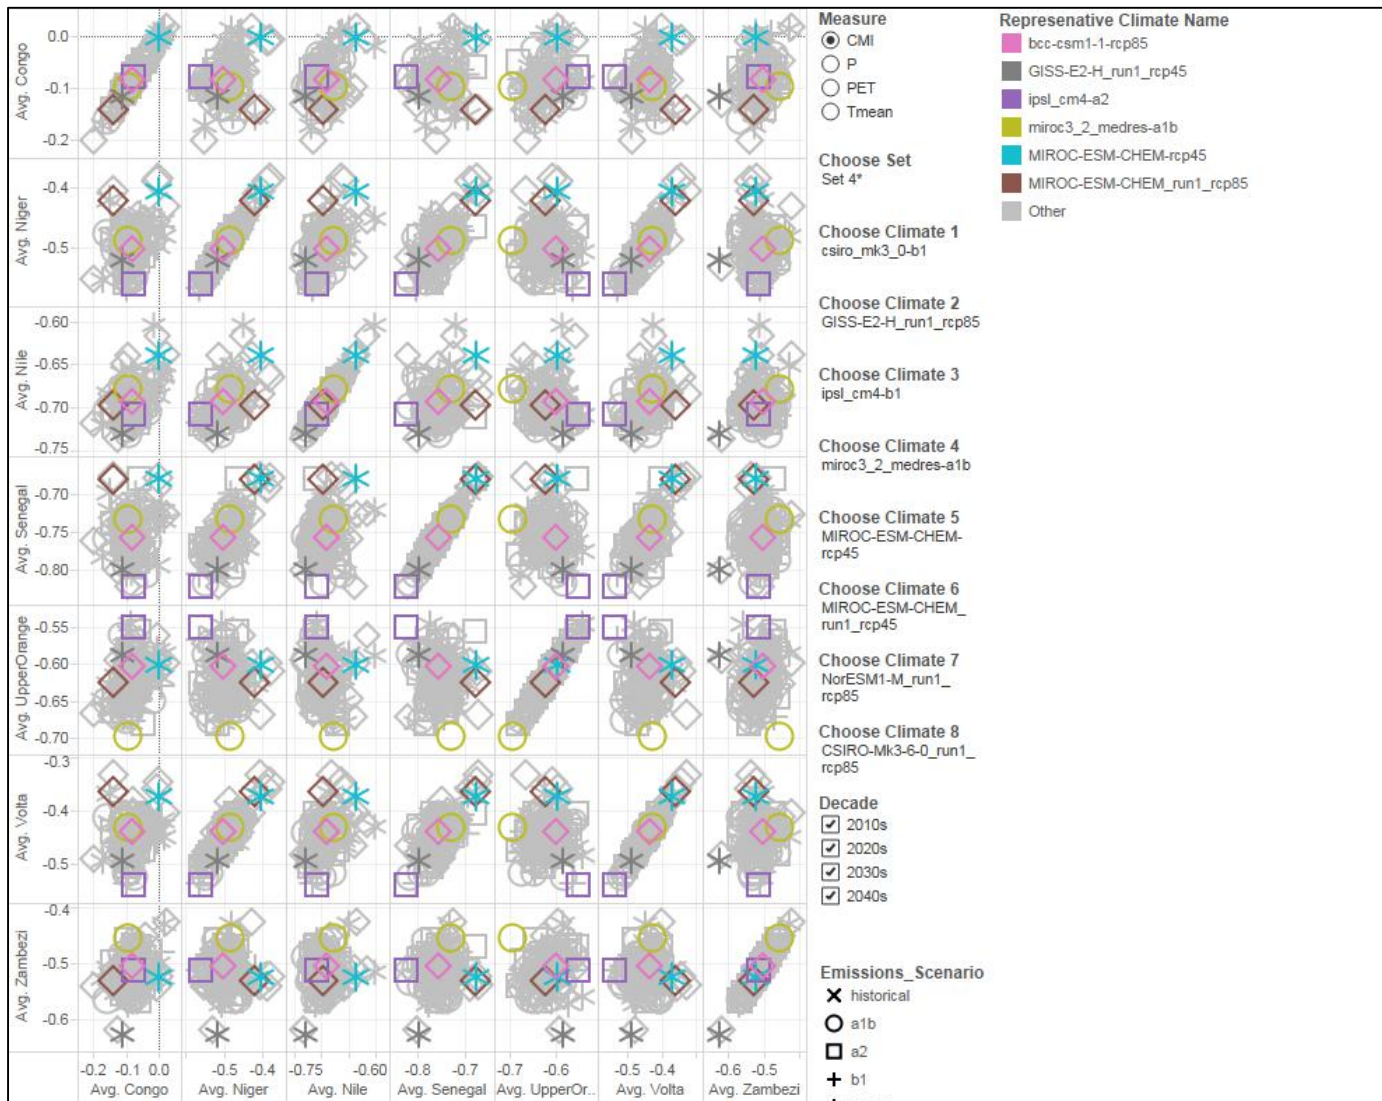 Avg. Congo
0.0
-0.1
-0.2
Avg. Niger
-0.4
-0.5
Avg. Nile
-0.60
-0.65
-0.70
-0.75
Avg. Senegal
-0.70
-0.75
-0.80
Avg. UpperOrange
-0.55
-0.60
-0.65
-0.70
Avg. Volta
-0.3
-0.4
-0.5
Avg. Zambezi
-0.4
-0.5
-0.6
-0.2 -0.1 0.0 -0.5 -0.4 -0.75 -0.60 -0.8 -0.7 -0.7 -0.6 -0.5 -0.4 -0.6 -0.5
Avg. Congo Avg. Niger Avg. Nile Avg. Senegal Avg. UpperOr.. Avg. Volta Avg. Zambezi
Measure
CMI
P
PET
Tmean
Choose Set
Set 4*
Choose Climate 1
csiro_mk3_0-b1
Choose Climate 2
GISS-E2-H_run1_rcp85
Choose Climate 3
ipsl_cm4-b1
Choose Climate 4
miroc3_2_medres-a1b
Choose Climate 5
MIROC-ESM-CHEM-
rcp45
Choose Climate 6
MIROC-ESM-CHEM_
run1_rcp45
Choose Climate 7
NorESM1-M_run1_
rcp85
Choose Climate 8
CSIRO-Mk3-6-0_run1_
rcp85
Decade
2010s
2020s
2030s
2040s
Emissions_Scenario
historical
a1b
a2
b1
Represenative Climate Name
bcc-csm1-1-rcp85
GISS-E2-H_run1_rcp45
ipsl_cm4-a2
miroc3_2_medres-a1b
MIROC-ESM-CHEM-rcp45
MIROC-ESM-CHEM_run1_rcp85
Other